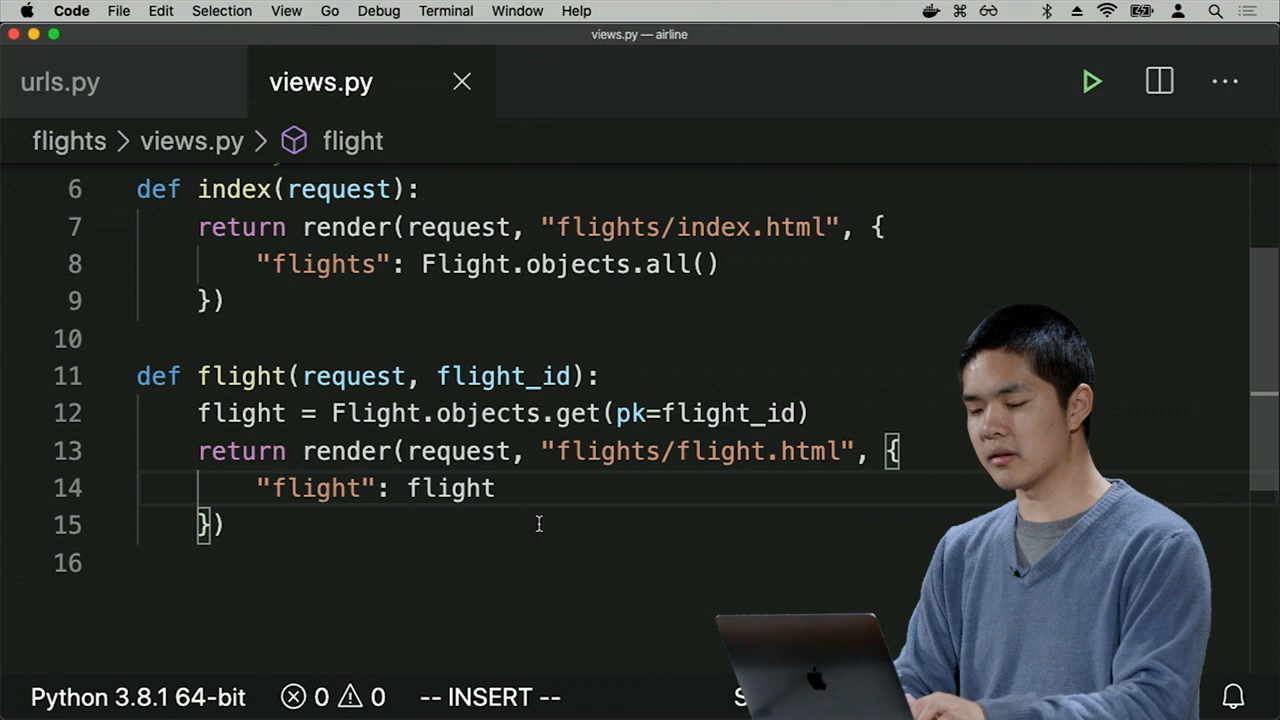 Code File Edit Selection View Go Debug Terminal Window Help
views.py — airline
urls.py views.py
flights > views.py > flight
6 def index(request):
7 return render(request, "flights/index.html", {
8 "flights": Flight.objects.all()
9 })
10
11 def flight(request, flight_id):
12 flight = Flight.objects.get(pk=flight_id)
13 return render(request, "flights/flight.html", {
14 "flight": flight
15 })
16
Python 3.8.1 64-bit 0 0 -- INSERT --